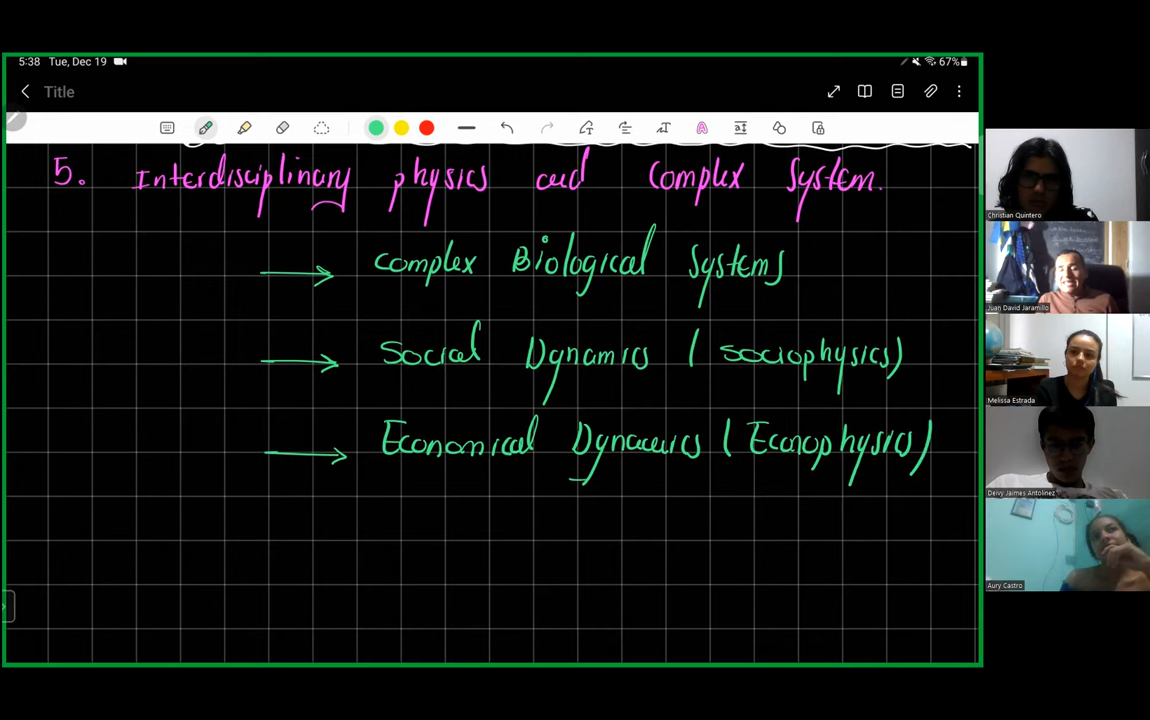 5:38 Tue, Dec 19 67%
Title
5. Interdisciplinary physics and Complex System.
Complex Biological Systems
Social Dynamics ( sociophysics)
Economical Dynamics ( Econophysics)
Christian Quintero
Juan David Jaramillo
Melissa Estrada
Deivy Jaimes Antolinez
Aury Castro